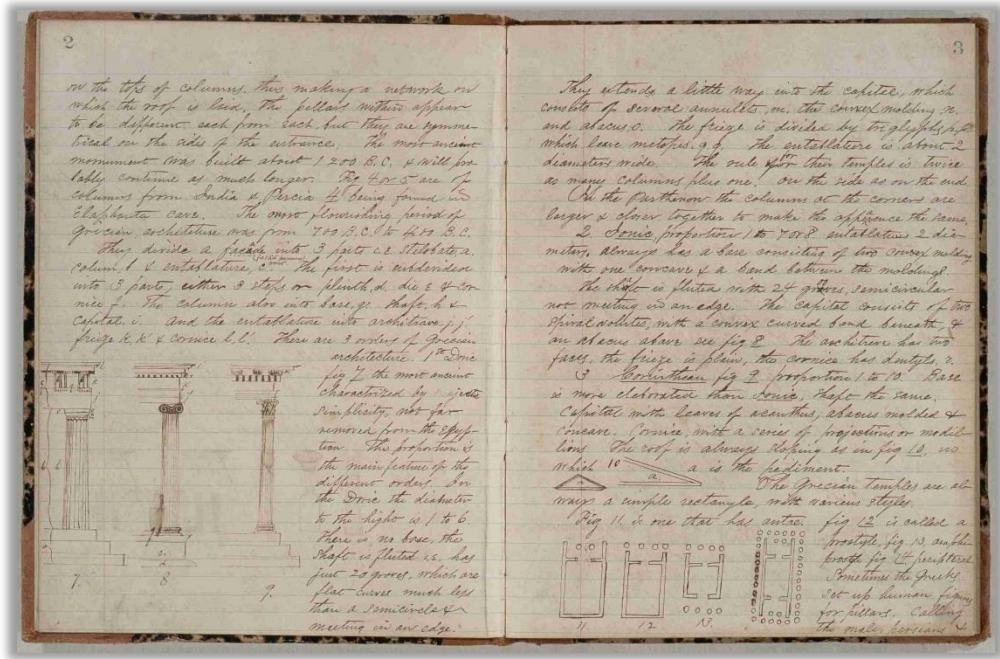 2
on the tops of columns, thus making a network on
which the roof is laid. The pillars within appear
to be different each from each, but they are symme-
trical on the sides of the entrance. The most ancient
monument was built about 1200 B.C. & will pro-
bably continue as much longer. Fig 4 or 5 are of
columns from India & Percia 4 being found in
Elaphanta cave. The most flourishing period of
Grecian architeture was from 700 B.C. to 400 B.C.
They divide a facade into 3 parts i.e. Stilobate, a.
colum, b & entablature, c. The first is subdivided
into 3 parts, either 3 steps or plinth, d. die, e & cor
nice f. The column also into base, g. shaft, h &
capital. i. And the entablature into architrave, j. j.
frige k. k' & cornice l. l'. There are 3 orders of Grecian
architecture. 1st Doric
fig 7 the most ancient
charactorized by
simplicity, not far
removed from the Egyp-
tion. The proportion is
the main feature of the
different orders. In
the Doric the diameter
to the hight is 1 to 6
there is no base, the
shaft is fluted i.e. has
just 20 groves, which are
flat curves much less
than a semicircle &
meeting in an edge.
7.
8
9.
3
They extends a little way into the capital, which
consists of several annullets, m, the convex molding n.
and abacus, o. The frieze is divided by triglyphs, p. p
which leave metopes. q. q. The entablature is about 2
diameters wide. The rule for their temples is twice
as many columns plus one. on the side as on the end
On the Parthenon the columns at the corners are
larger & closer together to make the the same.
2 Ionic, proportion 1 to 7 or 8 entablatures 2 dia-
meters, always has a base consisting of two convex molding
with one concave & a band between the moldings
The shaft is fluted with 24 groves, semicircular
not meeting in an edge. The capital consists of two
spiral volutes, with a convex curved band beneath, &
an abacus above see fig 8 The architrave has two
faces, the frieze is plain, the cornice has dentyls, r.
3 Corinthean fig 9 proportion 1 to 10. Base
is more eleborated than Ionic, shaft the same.
Capital with leaves of acanthus, abacus molded &
concave. Cornice, with a series of projections or modil-
lions The roof is always sloping as in fig 10, in
which 10 a a is the pediment.
The Grecian temples are al-
ways a simple rectangle, with various styles.
Fig 11, is one that has antae. fig 12 is called a
prostyle, fig 13, amphi
prostyle fig 14 peripteral
Sometimes the Greeks
set up human figures
for pillars. Calling
the males persians &
11
12
13.